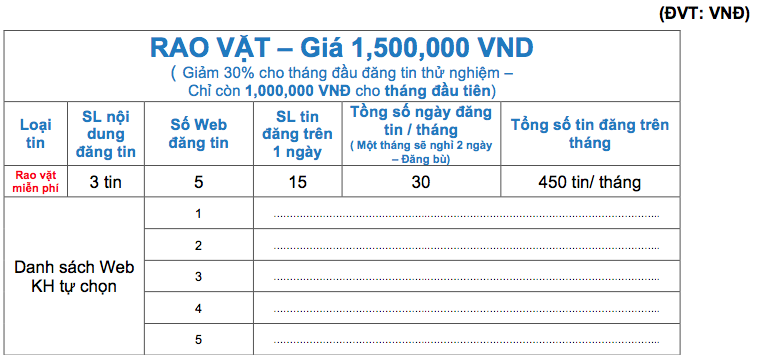 (ĐVT: VNĐ)
RAO VẶT – Giá 1,500,000 VND
( Giảm 30% cho tháng đầu đăng tin thử nghiệm –
Chỉ còn 1,000,000 VNĐ cho tháng đầu tiên)
Loại
tin
SL nội
dung
đăng tin
Số Web
đăng tin
SL tin
đăng trên
1 ngày
Tổng số ngày đăng
tin / tháng
( Một tháng sẽ nghỉ 2 ngày
– Đăng bù)
Tổng số tin đăng trên
tháng
Rao vặt
miễn phí
3 tin
5
15
30
450 tin/ tháng
Danh sách Web
KH tự chọn
1 ................................................................................
2 ................................................................................
3 ................................................................................
4 ................................................................................
5 ................................................................................